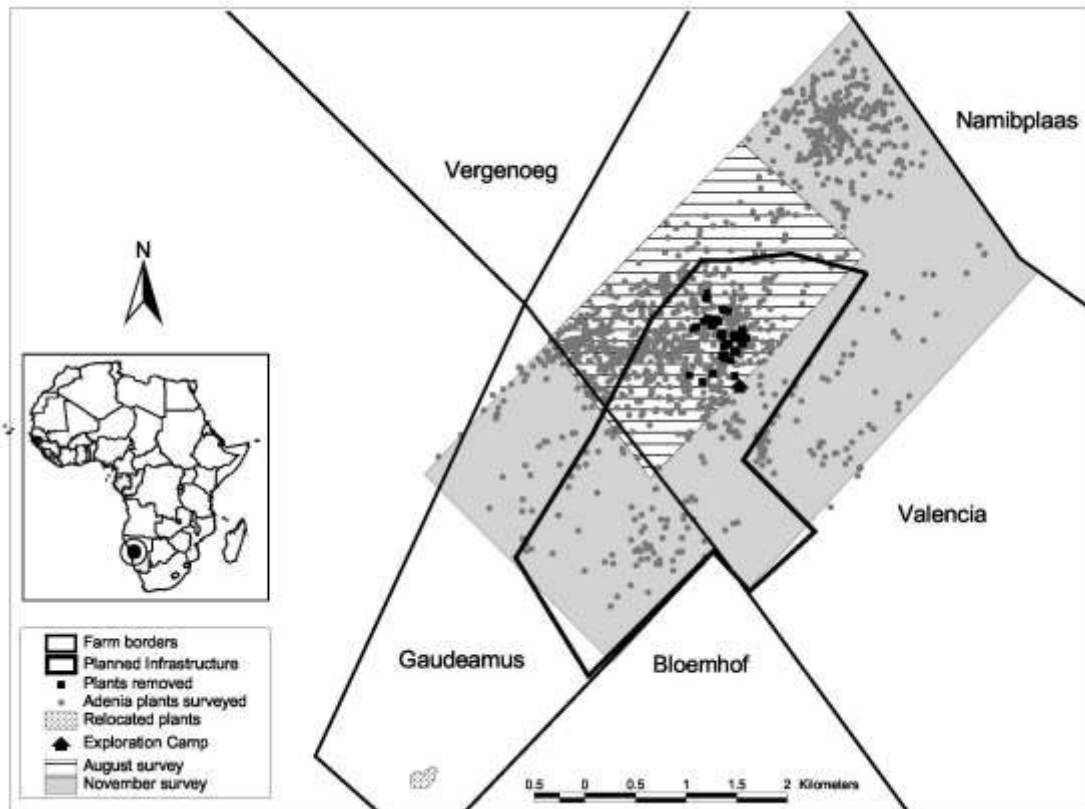 Namibplaas
Vergenoeg
N
Valencia
Gaudeamus
Bloemhof
Farm borders
Planned Infrastructure
Plants removed
Adenia plants surveyed
Relocated plants
Exploration Camp
August survey
November survey
0.5 0 0.5 1 1.5 2 Kilometers